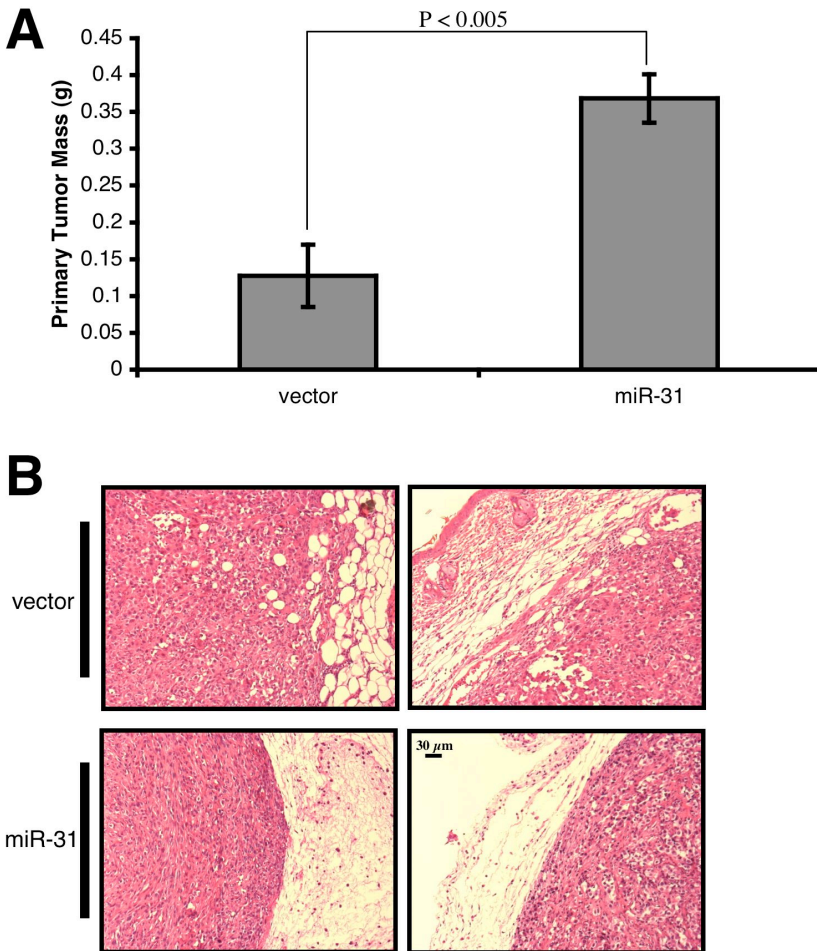 A
P < 0.005
Primary Tumor Mass (g)
0.45
0.4
0.35
0.3
0.25
0.2
0.15
0.1
0.05
0
vector
miR-31
B
vector
miR-31
30 µm